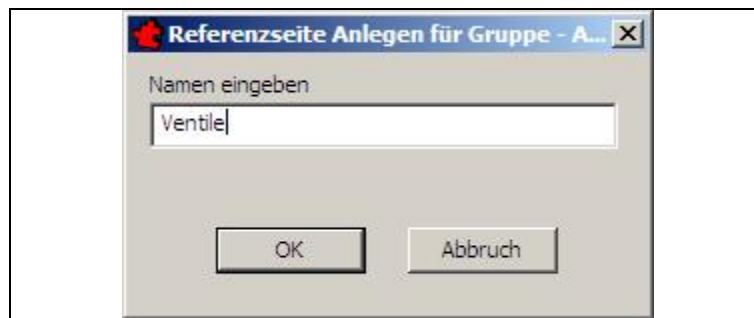 Referenzseite Anlegen für Gruppe - A...
Namen eingeben
Ventile
OK Abbruch